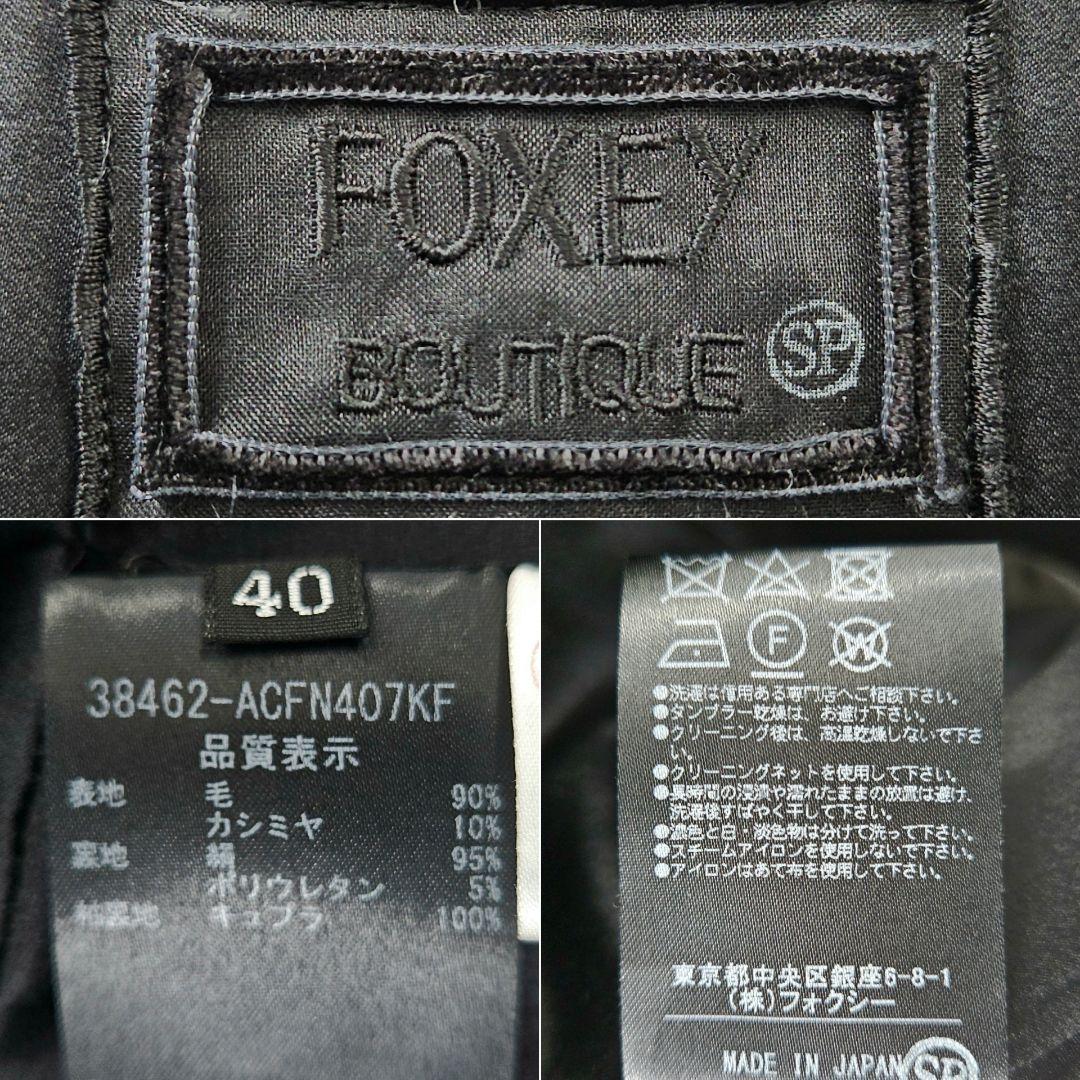 FOXEY
BOUTIQUE SP
40
38462-ACFN407KF
品質表示
表地 毛 90%
カシミヤ 10%
裏地 絹 95%
ポリウレタン 5%
袖裏地 キュプラ 100%
F
W
●洗濯は信用ある専門店へご相談下さい。
●タンブラー乾燥は、お避け下さい。
●クリーニング後は、高温乾燥しないで下さ
い。
●クリーニングネットを使用して下さい。
●長時間の浸漬や濡れたままの放置は避け、
洗濯後すばやく干して下さい。
●濃色と白・淡色物は分けて洗って下さい。
●スチームアイロンを使用しないで下さい。
●アイロンはあて布を使用して下さい。
東京都中央区銀座6-8-1
(株)フォクシー
MADE IN JAPAN SP